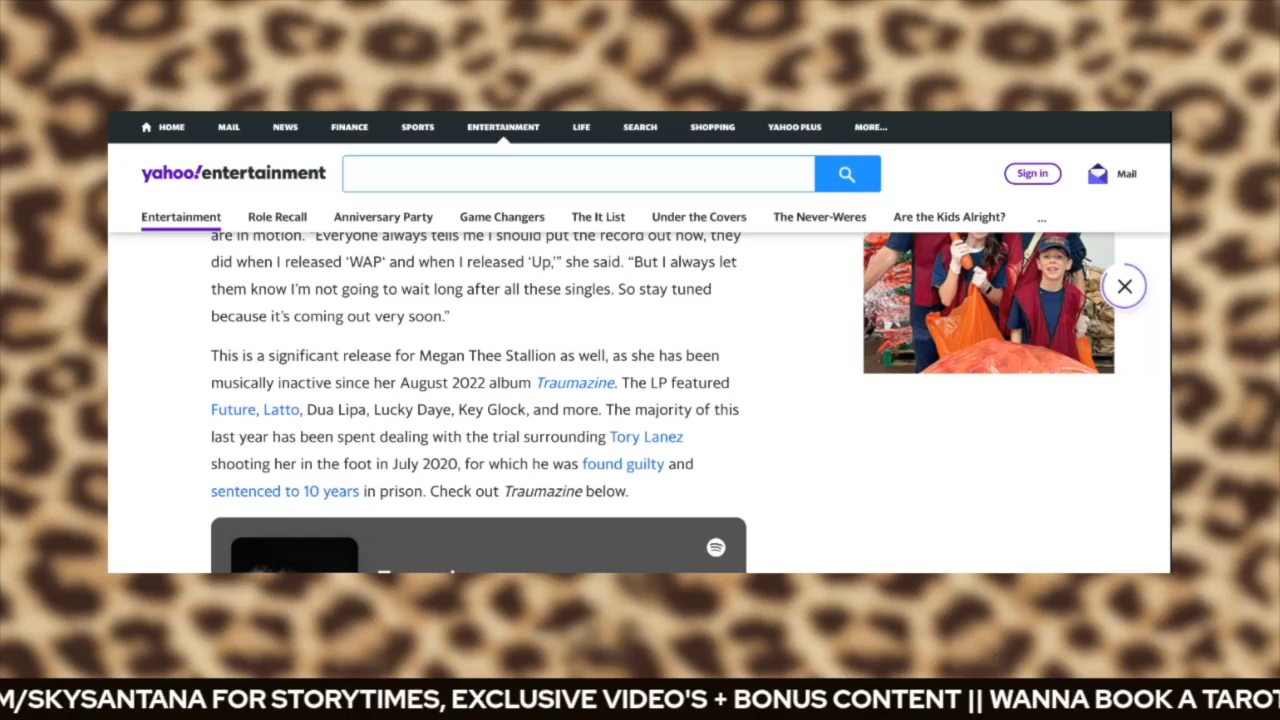 HOME MAIL NEWS FINANCE SPORTS ENTERTAINMENT LIFE SEARCH SHOPPING YAHOO PLUS MORE...
yahoo!entertainment Sign in Mail
Entertainment Role Recall Anniversary Party Game Changers The It List Under the Covers The Never-Weres Are the Kids Alright? ...
are in motion. “Everyone always tells me I should put the record out now, they
did when I released ‘WAP‘ and when I released ‘Up,’” she said. “But I always let
them know I’m not going to wait long after all these singles. So stay tuned
because it’s coming out very soon.”
This is a significant release for Megan Thee Stallion as well, as she has been
musically inactive since her August 2022 album Traumazine. The LP featured
Future, Latto, Dua Lipa, Lucky Daye, Key Glock, and more. The majority of this
last year has been spent dealing with the trial surrounding Tory Lanez
shooting her in the foot in July 2020, for which he was found guilty and
sentenced to 10 years in prison. Check out Traumazine below.
M/SKYSANTANA FOR STORYTIMES, EXCLUSIVE VIDEO'S + BONUS CONTENT || WANNA BOOK A TAROT